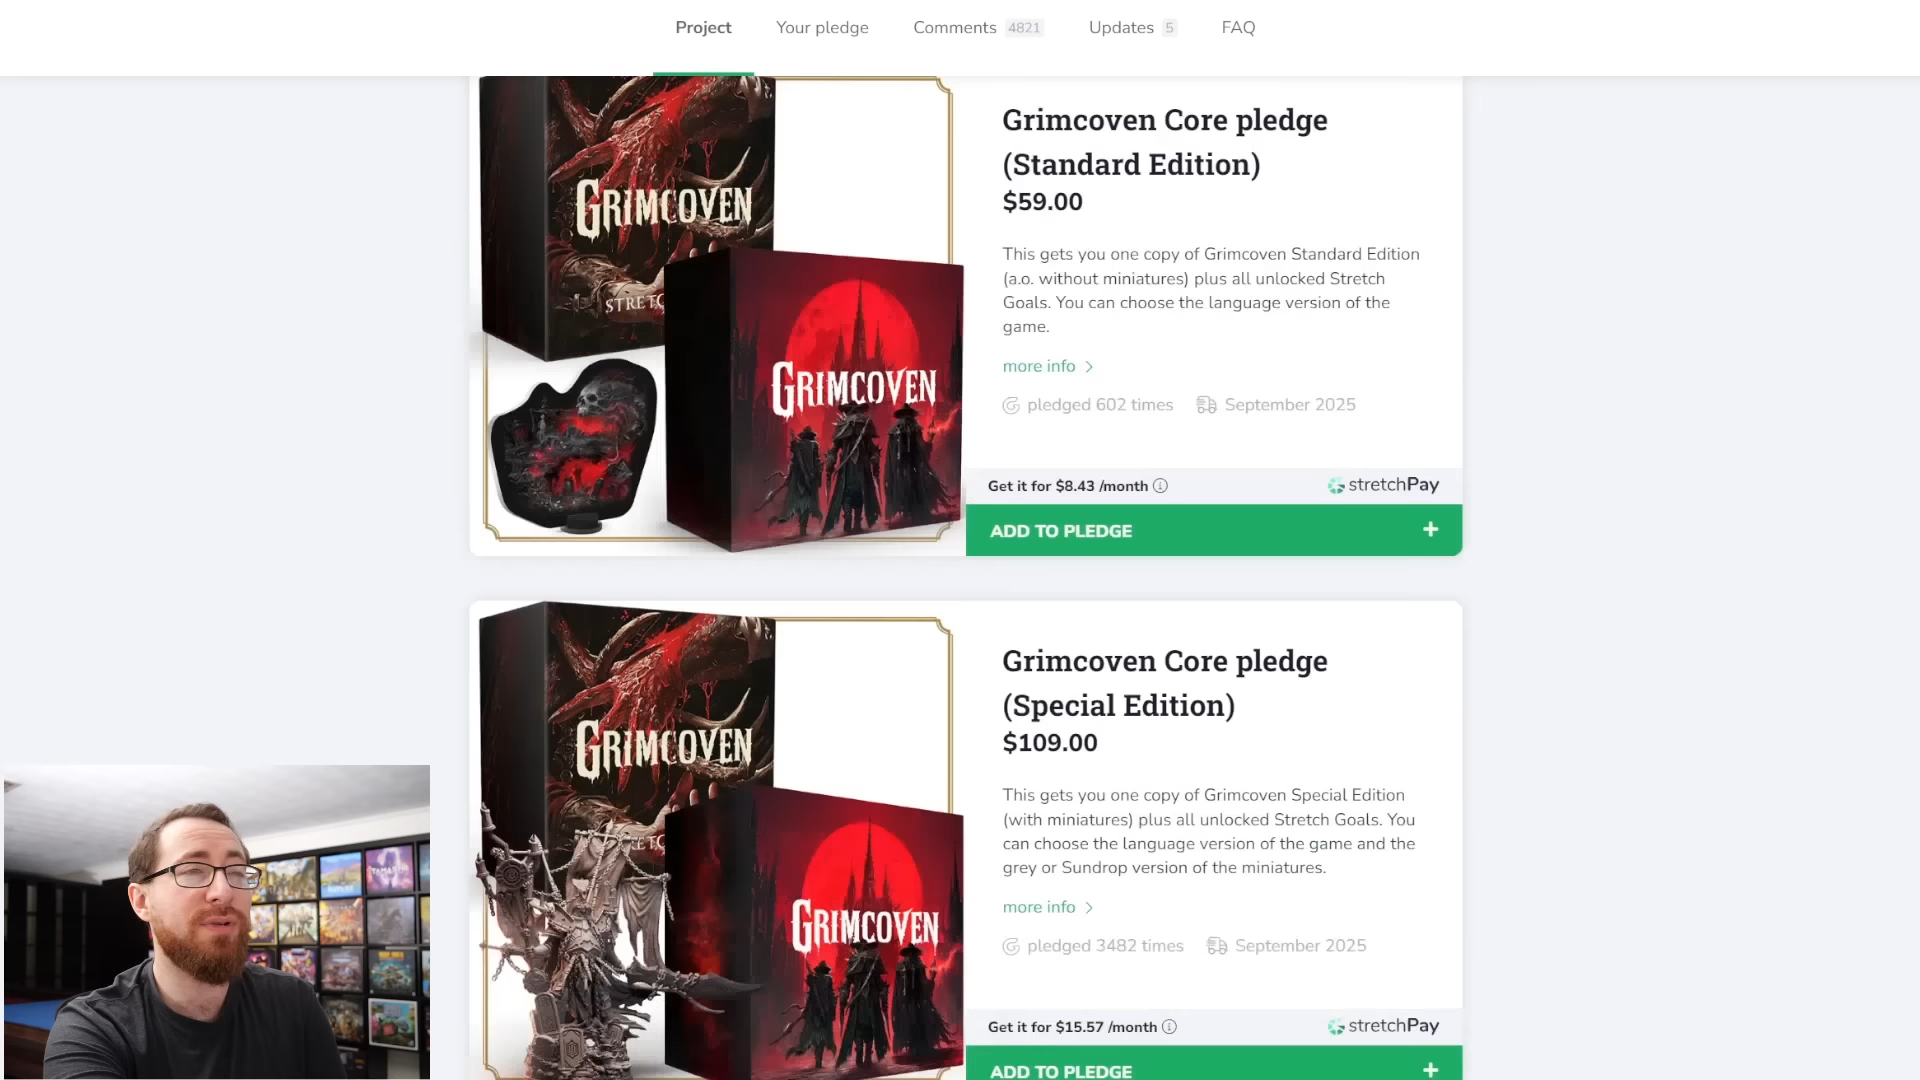 Project Your pledge Comments 4821 Updates 5 FAQ
GRIMCOVEN
GRIMCOVEN
Grimcoven Core pledge
(Standard Edition)
$59.00
This gets you one copy of Grimcoven Standard Edition
(a.o. without miniatures) plus all unlocked Stretch
Goals. You can choose the language version of the
game.
more info
pledged 602 times September 2025
Get it for $8.43 /month stretchPay
ADD TO PLEDGE +
GRIMCOVEN
GRIMCOVEN
Grimcoven Core pledge
(Special Edition)
$109.00
This gets you one copy of Grimcoven Special Edition
(with miniatures) plus all unlocked Stretch Goals. You
can choose the language version of the game and the
grey or Sundrop version of the miniatures.
more info
pledged 3482 times September 2025
Get it for $15.57 /month stretchPay
ADD TO PLEDGE +